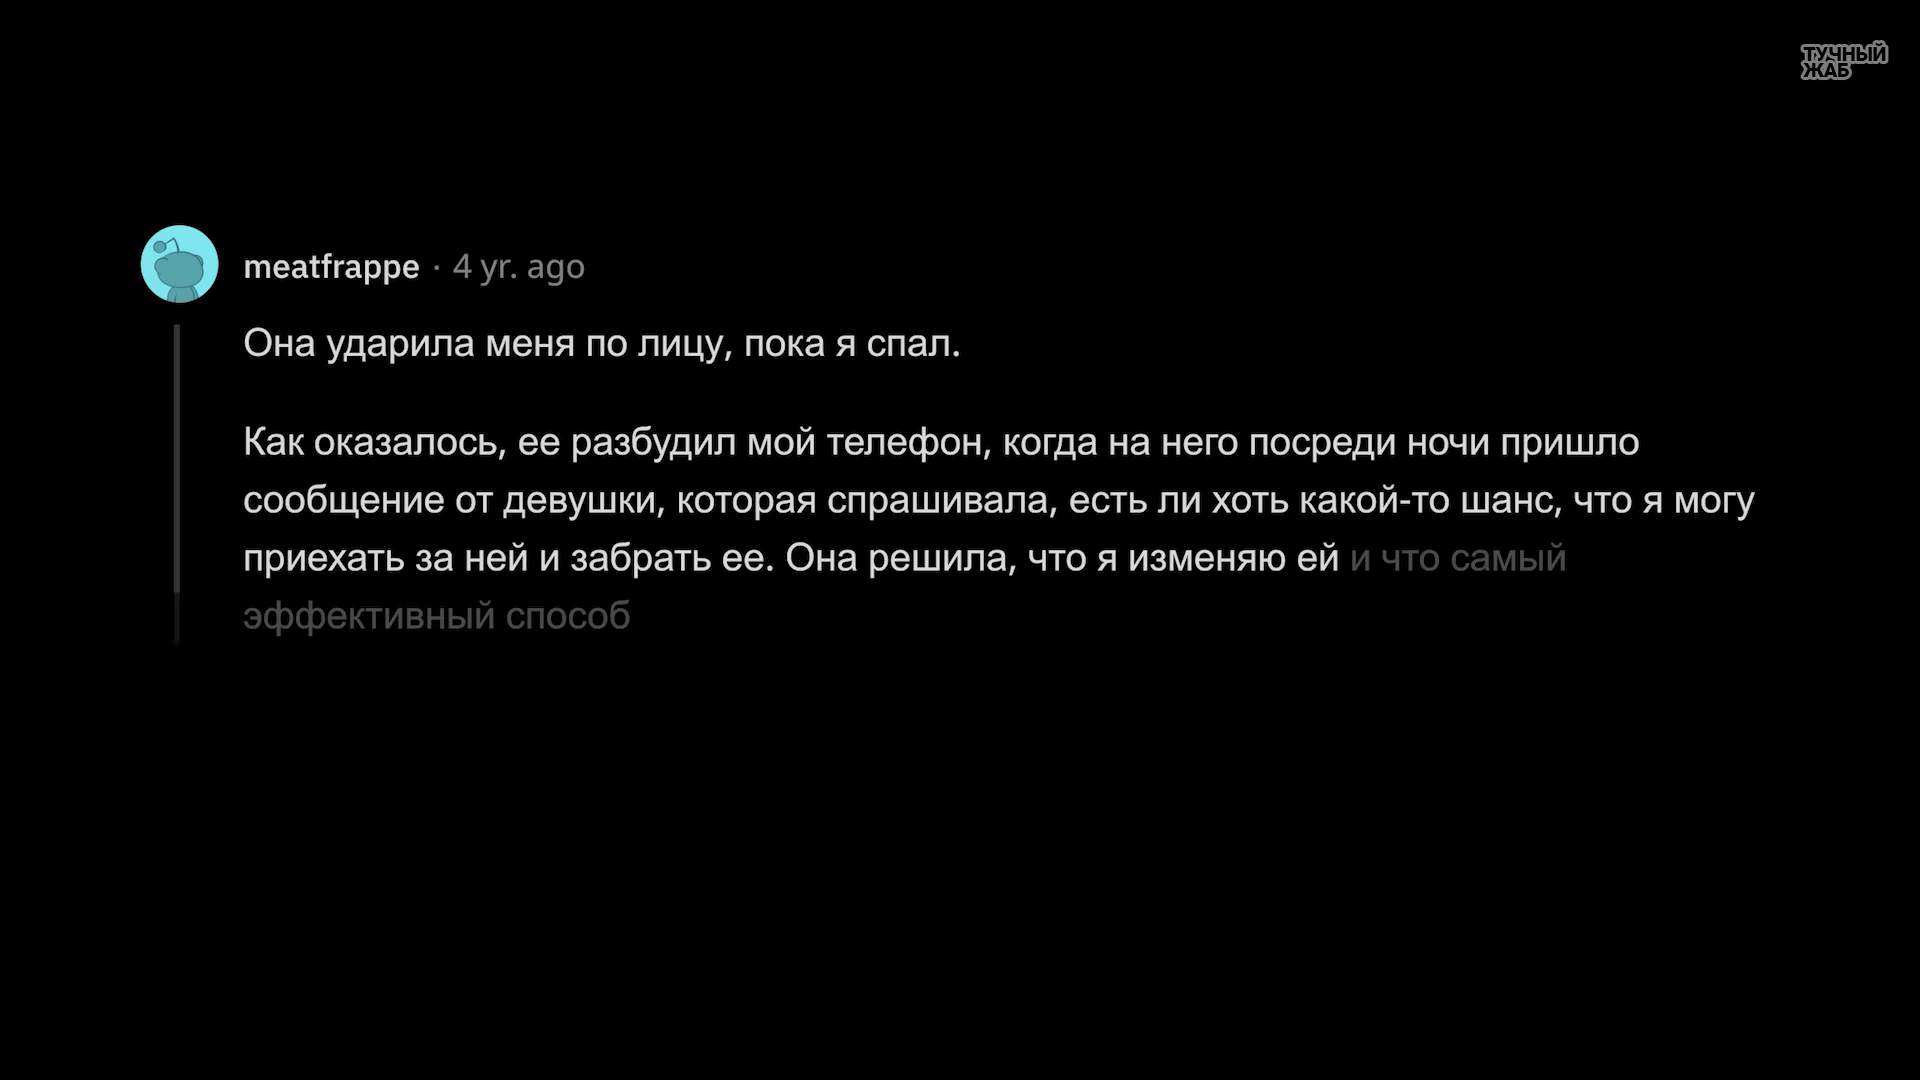 ТУЧНЫЙ
ЖАБ
meatfrappe · 4 yr. ago
Она ударила меня по лицу, пока я спал.
Как оказалось, ее разбудил мой телефон, когда на него посреди ночи пришло
сообщение от девушки, которая спрашивала, есть ли хоть какой-то шанс, что я могу
приехать за ней и забрать ее. Она решила, что я изменяю ей и что самый
эффективный способ